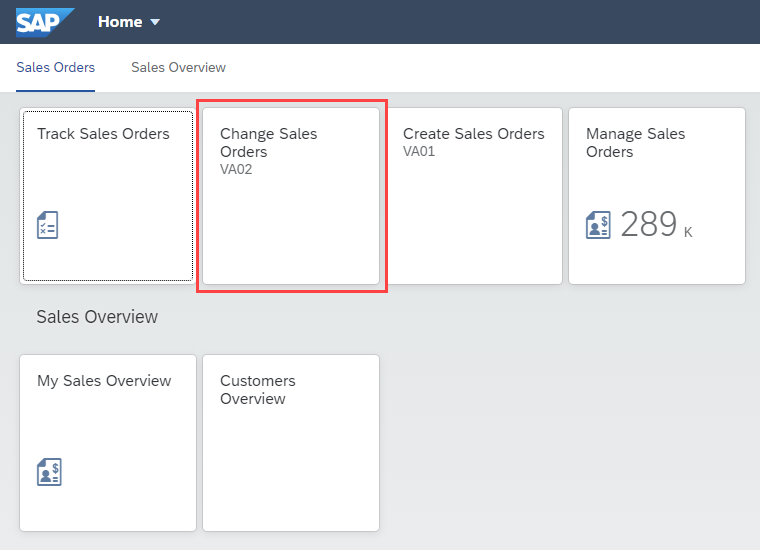 SAP Home
Sales Orders Sales Overview
Track Sales Orders
Change Sales
Orders
VA02
Create Sales Orders
VA01
Manage Sales
Orders
$
289 K
Sales Overview
My Sales Overview
$
Customers
Overview